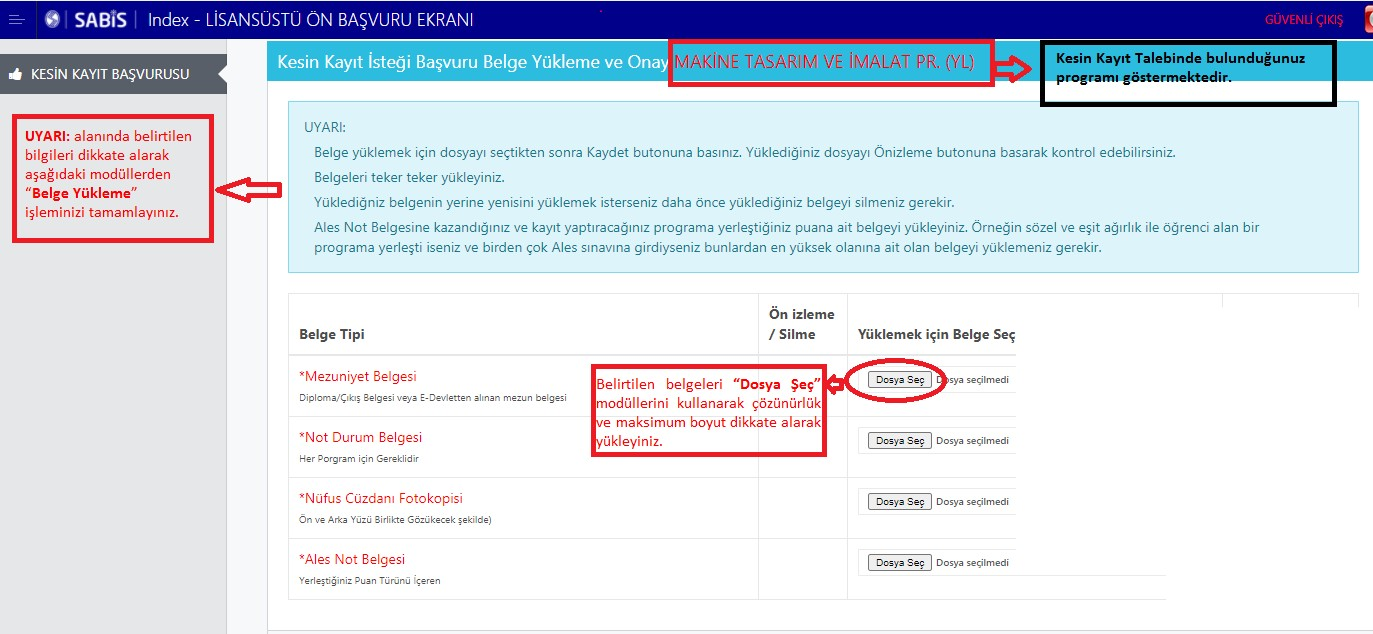 SABİS Index - LİSANSÜSTÜ ÖN BAŞVURU EKRANI
GÜVENLİ ÇIKIŞ
KESİN KAYIT BAŞVURUSU
Kesin Kayıt İsteği Başvuru Belge Yükleme ve Onay MAKİNE TASARIM VE İMALAT PR. (YL)
Kesin Kayıt Talebinde bulunduğunuz
programı göstermektedir.
UYARI: alanında belirtilen
bilgileri dikkate alarak
aşağıdaki modüllerden
“Belge Yükleme”
işleminizi tamamlayınız.
UYARI:
Belge yüklemek için dosyayı seçtikten sonra Kaydet butonuna basınız. Yüklediğiniz dosyayı Önizleme butonuna basarak kontrol edebilirsiniz.
Belgeleri teker teker yükleyiniz.
Yüklediğniz belgenin yerine yenisini yüklemek isterseniz daha önce yüklediğiniz belgeyi silmeniz gerekir.
Ales Not Belgesine kazandığınız ve kayıt yaptıracağınız programa yerleştiğiniz puana ait belgeyi yükleyiniz. Örneğin sözel ve eşit ağırlık ile öğrenci alan bir
programa yerleşti iseniz ve birden çok Ales sınavına girdiyseniz bunlardan en yüksek olanına ait olan belgeyi yüklemeniz gerekir.
Belge Tipi
Ön izleme
/ Silme
Yüklemek için Belge Seç
*Mezuniyet Belgesi
Diploma/Çıkış Belgesi veya E-Devletten alınan mezun belgesi
Dosya Seç Dosya seçilmedi
Belirtilen belgeleri “Dosya Şeç”
modüllerini kullanarak çözünürlük
ve maksimum boyut dikkate alarak
yükleyiniz.
*Not Durum Belgesi
Her Porgram için Gereklidir
Dosya Seç Dosya seçilmedi
*Nüfus Cüzdanı Fotokopisi
Ön ve Arka Yüzü Birlikte Gözükecek şekilde)
Dosya Seç Dosya seçilmedi
*Ales Not Belgesi
Yerleştiğiniz Puan Türünü İçeren
Dosya Seç Dosya seçilmedi